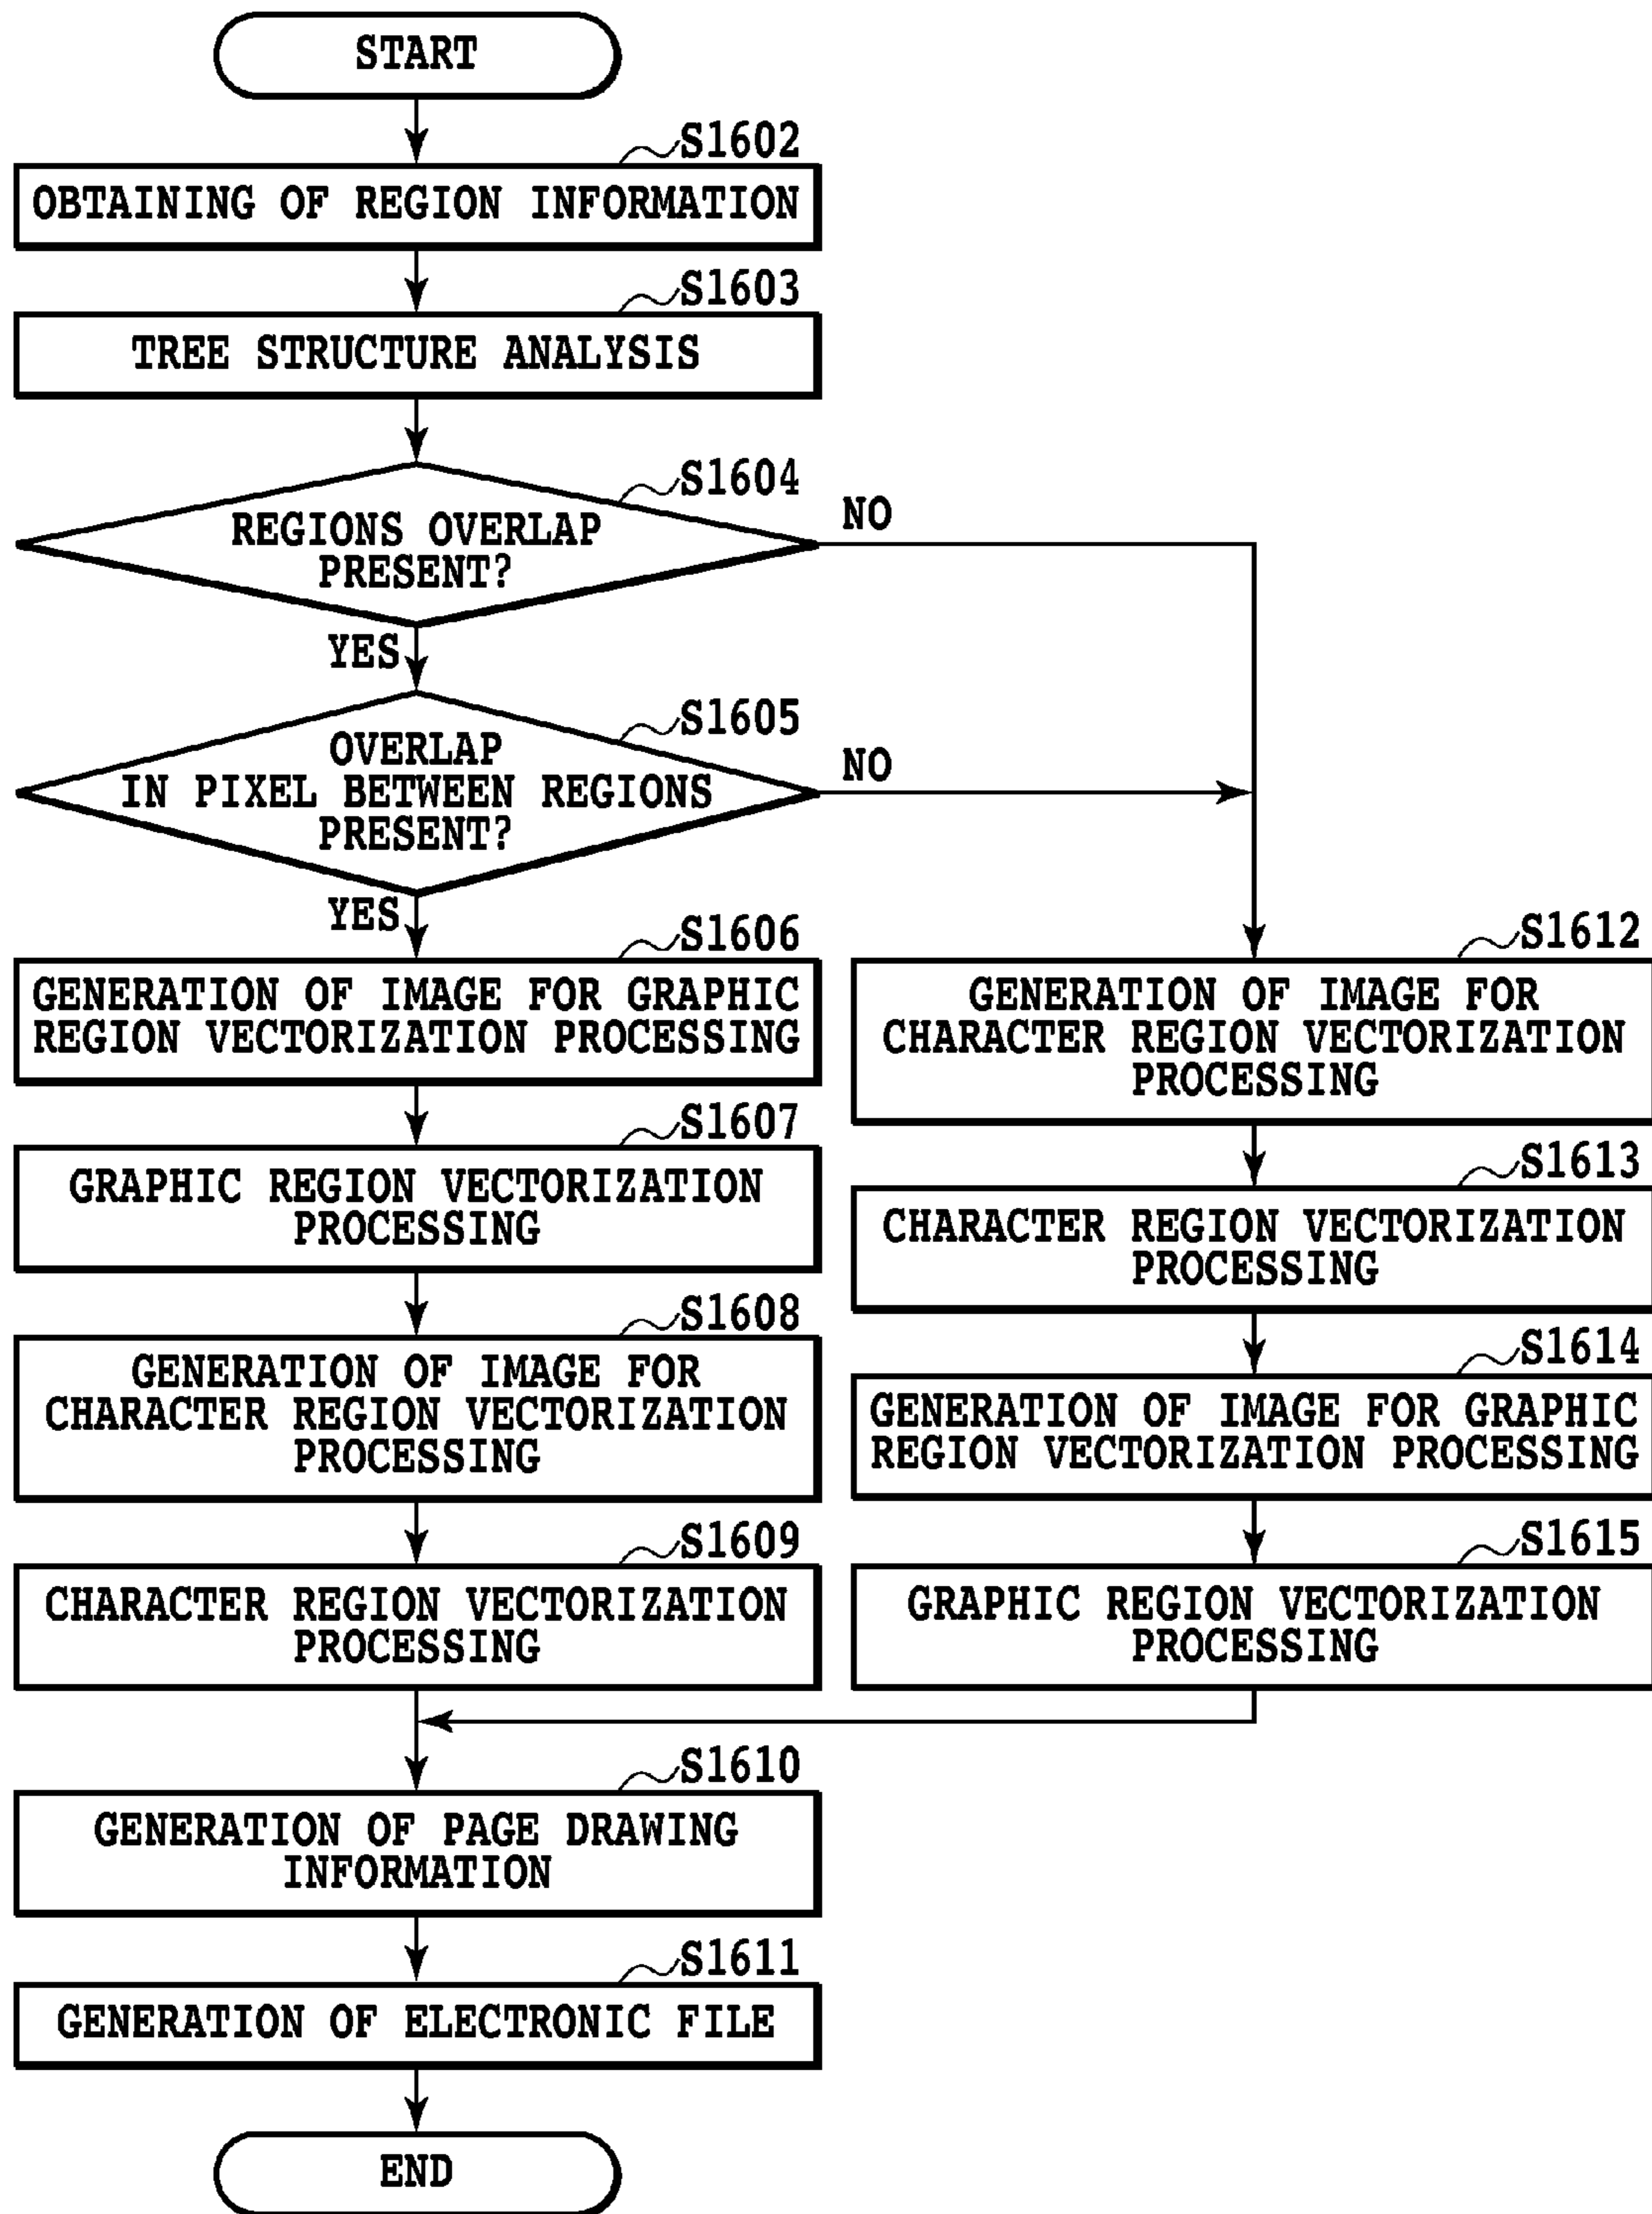 START
S1602
OBTAINING OF REGION INFORMATION
S1603
TREE STRUCTURE ANALYSIS
S1604
REGIONS OVERLAP
PRESENT?
NO
YES
S1605
OVERLAP
IN PIXEL BETWEEN REGIONS
PRESENT?
NO
YES
S1606
GENERATION OF IMAGE FOR GRAPHIC
REGION VECTORIZATION PROCESSING
S1607
GRAPHIC REGION VECTORIZATION
PROCESSING
S1608
GENERATION OF IMAGE FOR
CHARACTER REGION VECTORIZATION
PROCESSING
S1609
CHARACTER REGION VECTORIZATION
PROCESSING
S1612
GENERATION OF IMAGE FOR
CHARACTER REGION VECTORIZATION
PROCESSING
S1613
CHARACTER REGION VECTORIZATION
PROCESSING
S1614
GENERATION OF IMAGE FOR GRAPHIC
REGION VECTORIZATION PROCESSING
S1615
GRAPHIC REGION VECTORIZATION
PROCESSING
S1610
GENERATION OF PAGE DRAWING
INFORMATION
S1611
GENERATION OF ELECTRONIC FILE
END